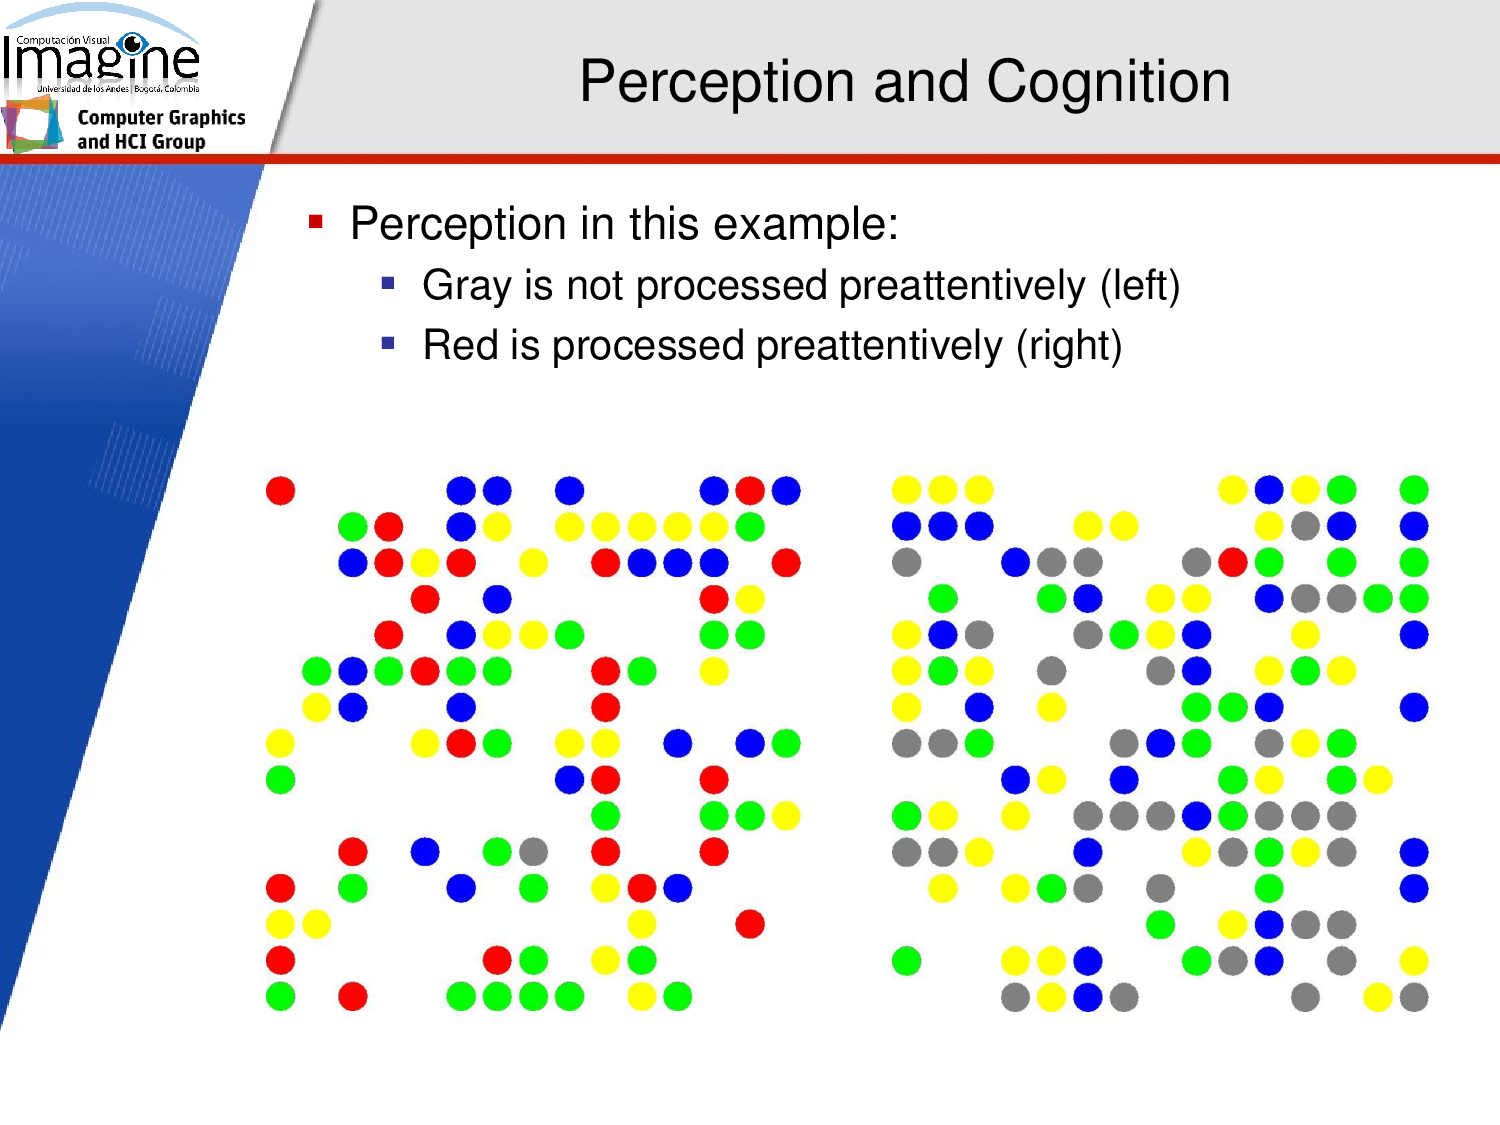 Computación Visual
Imagine
Universidad de los Andes | Bogotá, Colombia
Computer Graphics
and HCI Group
Perception and Cognition
Perception in this example:
Gray is not processed preattentively (left)
Red is processed preattentively (right)